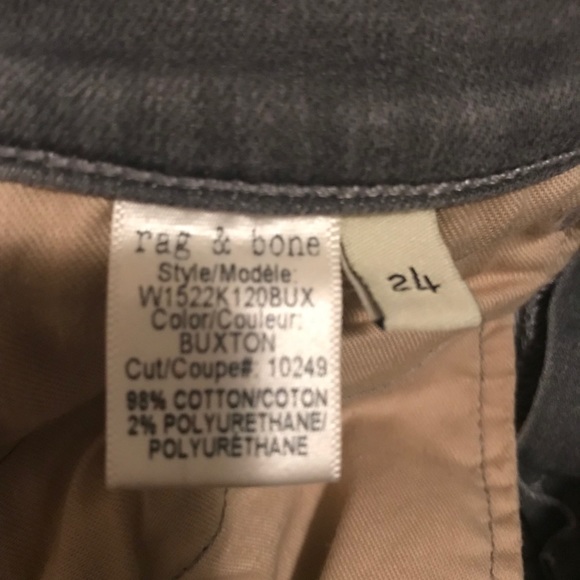 rag & bone
Style/Modèle:
W1522K120BUX
Color/Couleur:
BUXTON
Cut/Coupe#: 10249
98% COTTON/COTON
2% POLYURETHANE/
POLYURÉTHANE
24